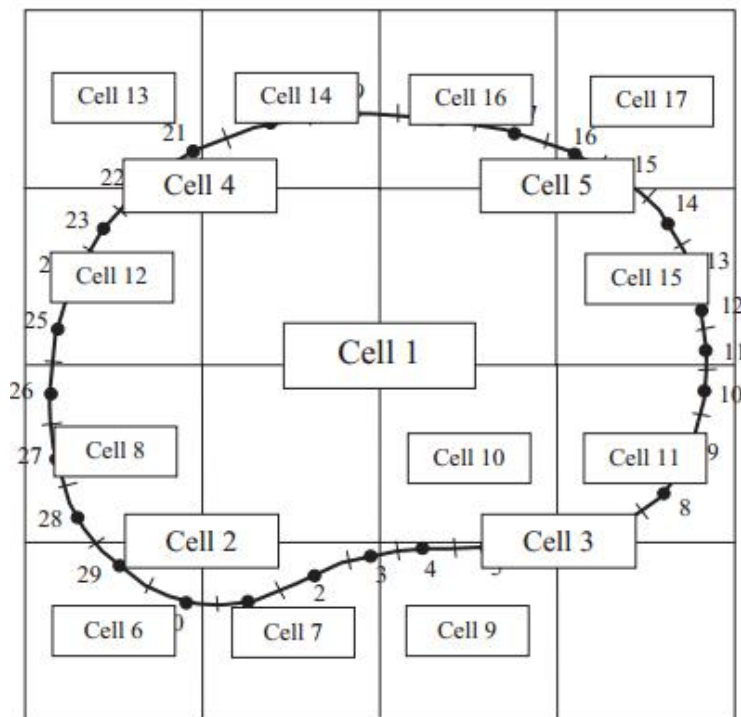 Cell 13
Cell 14
Cell 16
Cell 17
21
16
15
22
Cell 4
Cell 5
14
23
13
Cell 12
Cell 15
12
25
Cell 1
11
26
10
Cell 8
Cell 10
Cell 11
9
27
8
28
Cell 2
Cell 3
29
2
3
4
Cell 6
Cell 7
Cell 9